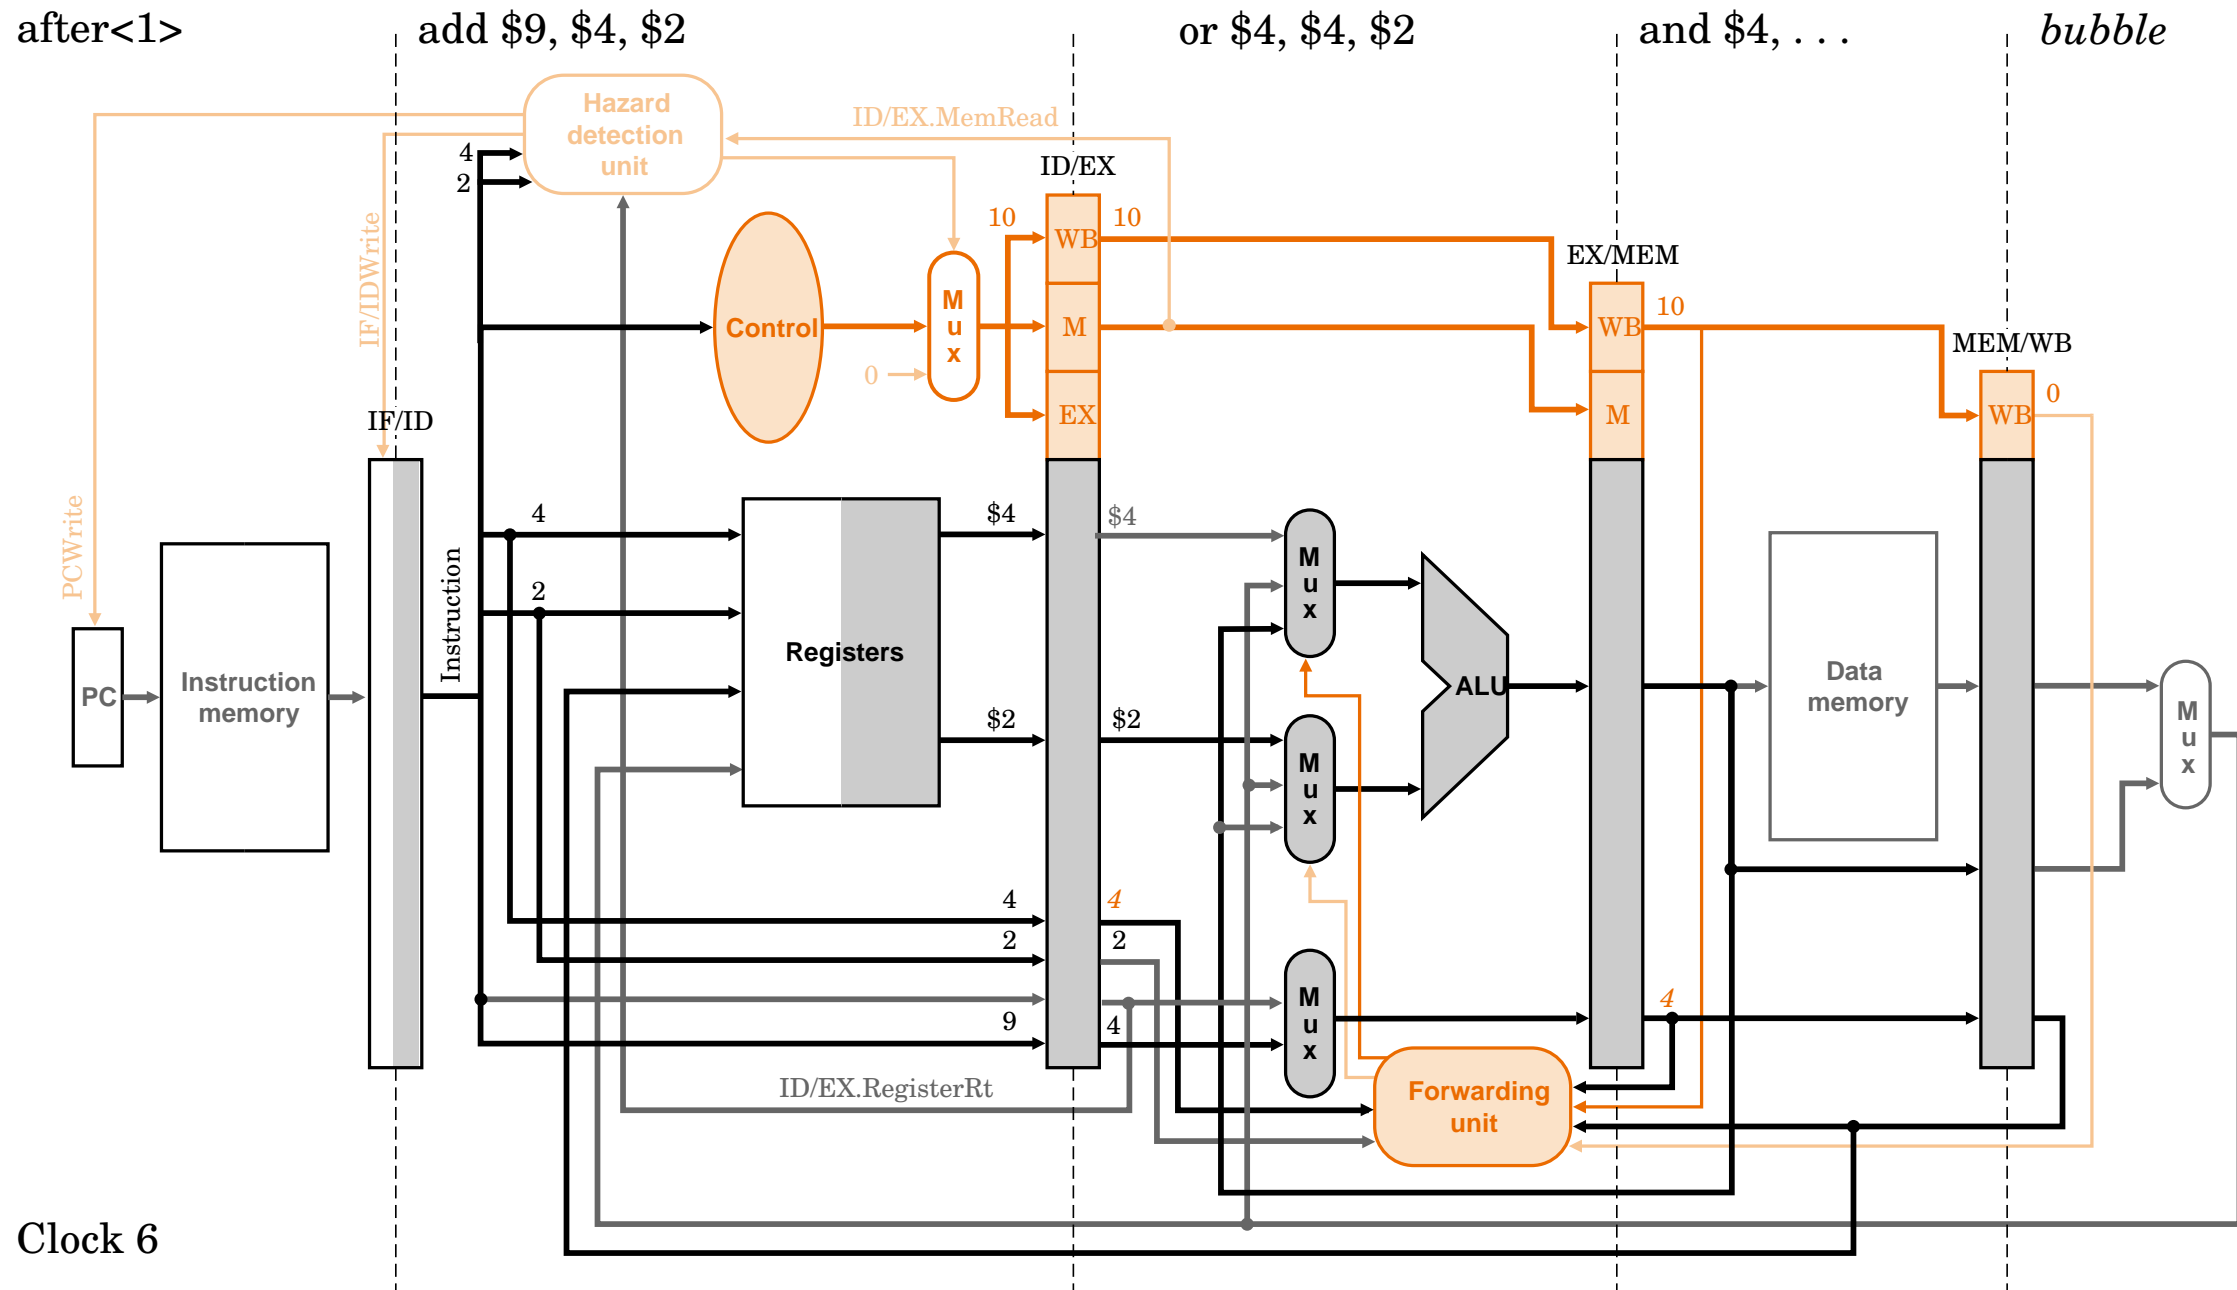 after<1>
add $9, $4, $2
or $4, $4, $2
and $4, . . .
bubble
Hazard
detection
unit
ID/EX.MemRead
4
2
ID/EX
IF/IDWrite
10
10
WB
EX/MEM
Control
M
u
x
M
WB
10
MEM/WB
0
EX
M
WB
0
IF/ID
PCWrite
Instruction
4
$4
$4
2
M
u
x
Registers
PC
Instruction
memory
ALU
Data
memory
M
u
x
$2
$2
M
u
x
4
4
2
2
9
4
M
u
x
4
ID/EX.RegisterRt
Forwarding
unit
Clock 6